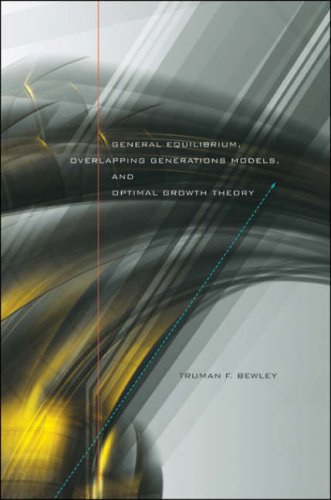 GENERAL EQUILIBRIUM,
OVERLAPPING GENERATIONS MODELS,
AND
OPTIMAL GROWTH THEORY
TRUMAN F. BEWLEY